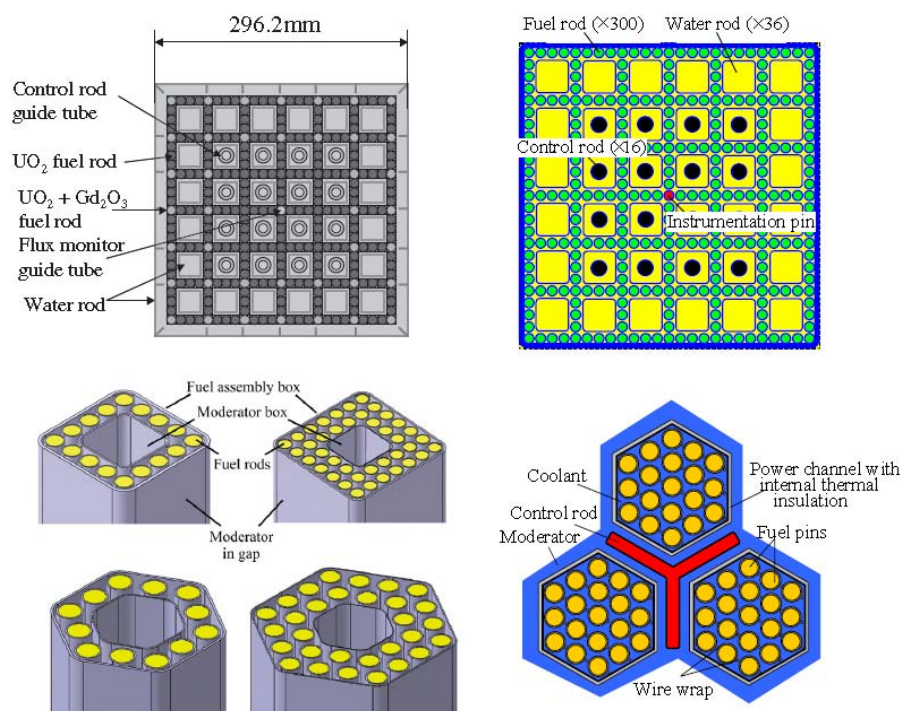 296.2mm
Control rod
guide tube
UO₂ fuel rod
UO₂ + Gd₂O₃
fuel rod
Flux monitor
guide tube
Water rod
Fuel rod (×300)
Water rod (×36)
Control rod (×16)
Instrumentation pin
Fuel assembly box
Moderator box
Fuel rods
Moderator
in gap
Coolant
Control rod
Moderator
Power channel with
internal thermal
insulation
Fuel pins
Wire wrap